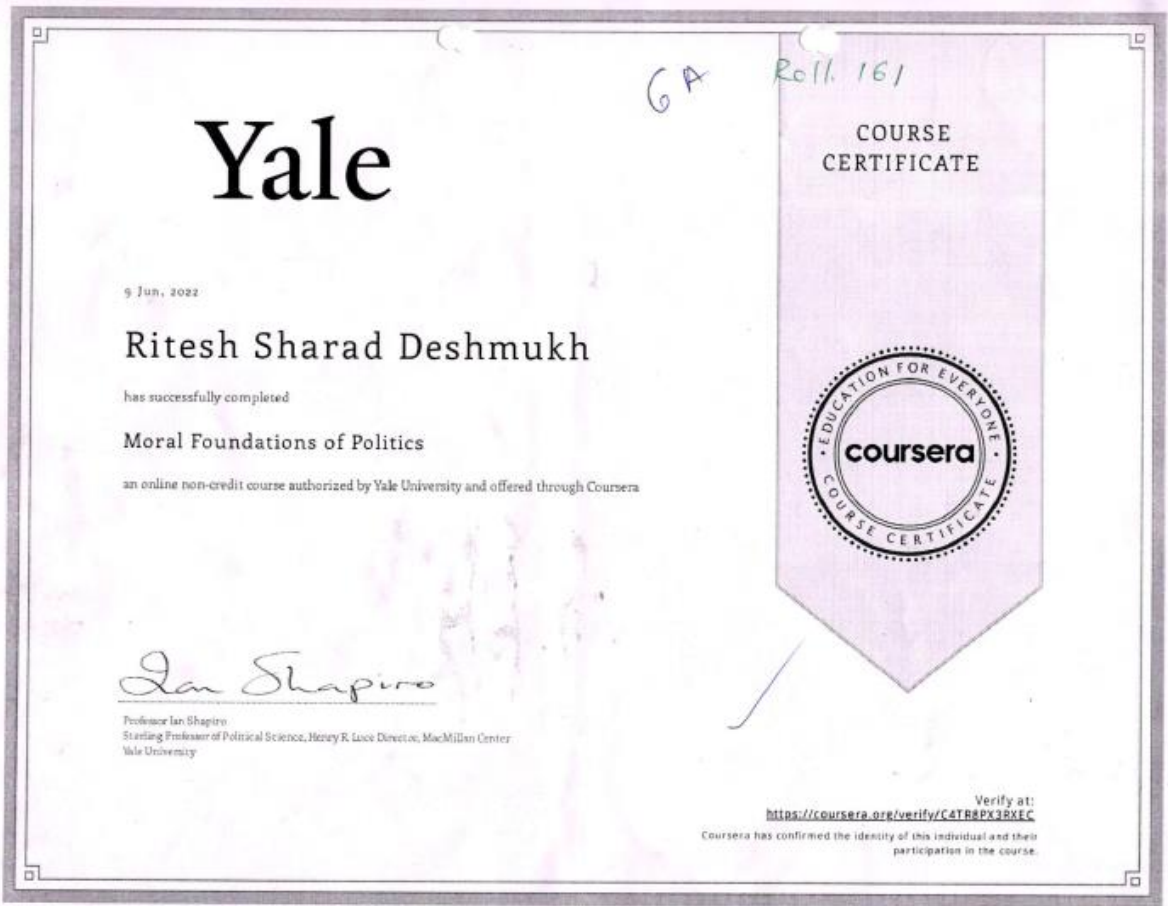 6A Roll. 161
Yale
COURSE
CERTIFICATE
9 Jun, 2022
Ritesh Sharad Deshmukh
has successfully completed
Moral Foundations of Politics
an online non-credit course authorized by Yale University and offered through Coursera
EDUCATION FOR EVERYONE
coursera
COURSE CERTIFICATE
Ian Shapiro
Professor Ian Shapiro
Sterling Professor of Political Science, Henry R. Luce Director, MacMillan Center
Yale University
Verify at:
https://coursera.org/verify/C4TR8PX3RXEC
Coursera has confirmed the identity of this individual and their
participation in the course.